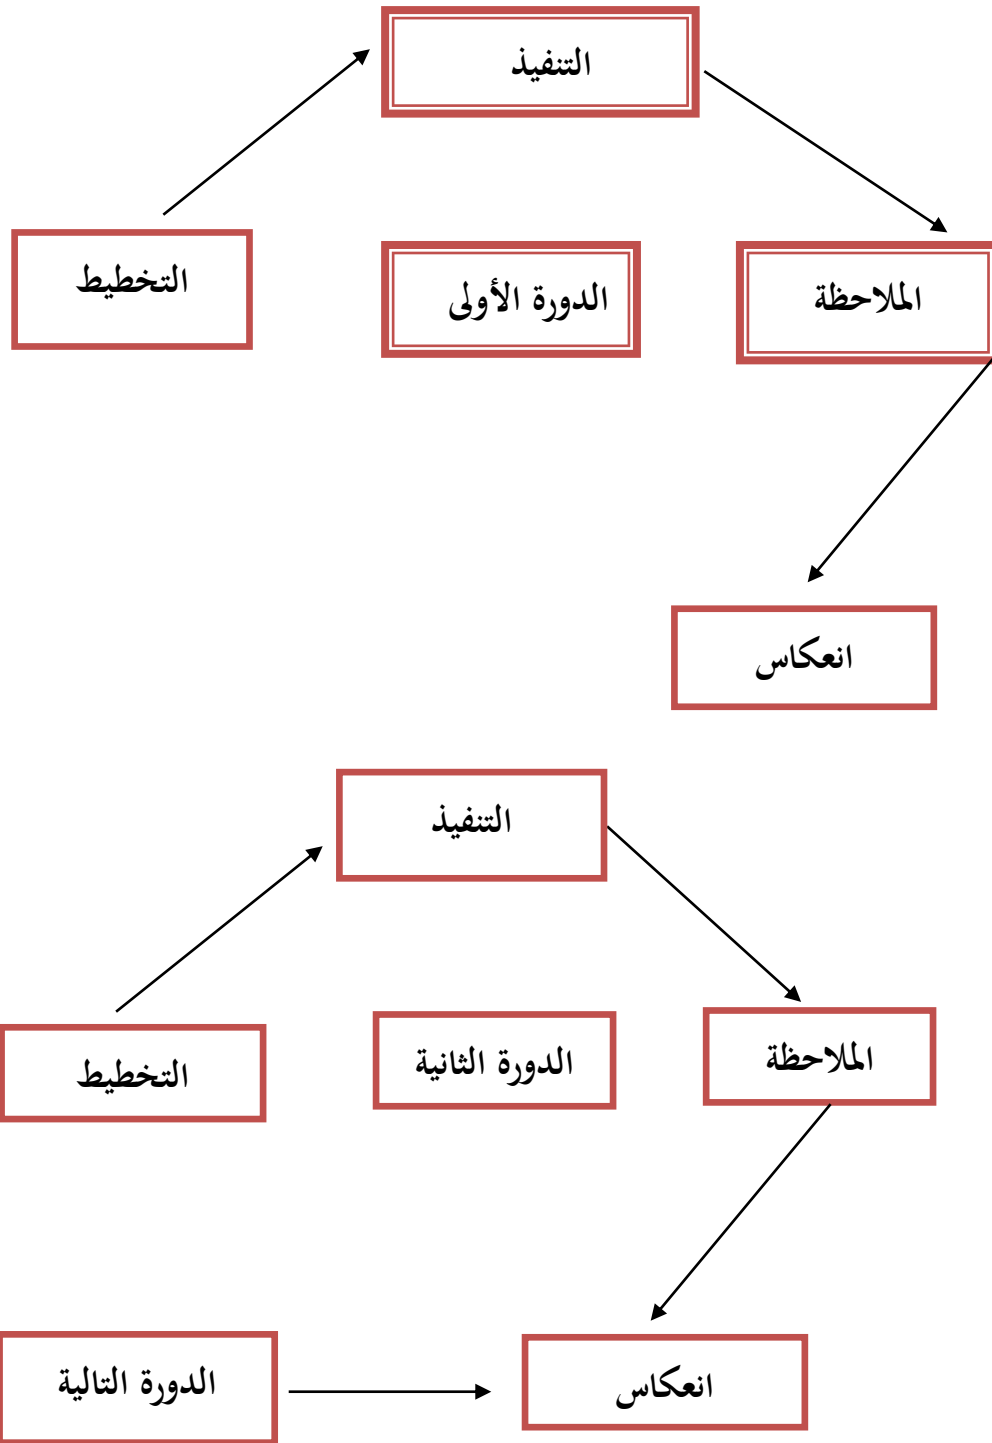 التنفيذ
الملاحظة
الدورة الأولى
التخطيط
انعكاس
التنفيذ
الملاحظة
الدورة الثانية
التخطيط
انعكاس
الدورة التالية